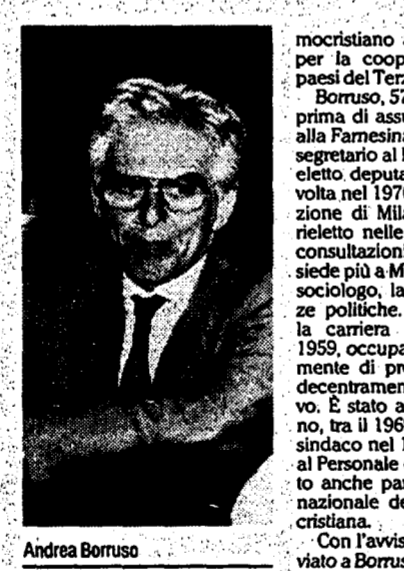 Andrea Borruso
mocristiano
per la coop
paesi del Terz
Borruso, 57
prima di assu
alla Farnesina
segretario al
eletto deputa
volta nel 197
zione di Mila
rieletto nelle
consultazioni
siede più a M
sociologo, la
ze politiche.
la carriera
1959, occupa
mente di pr
decentramen
vo. È stato a
no, tra il 196
sindaco nel 1
al Personale
to anche par
nazionale de
cristiana.
Con l'avvis
viato a Borrus